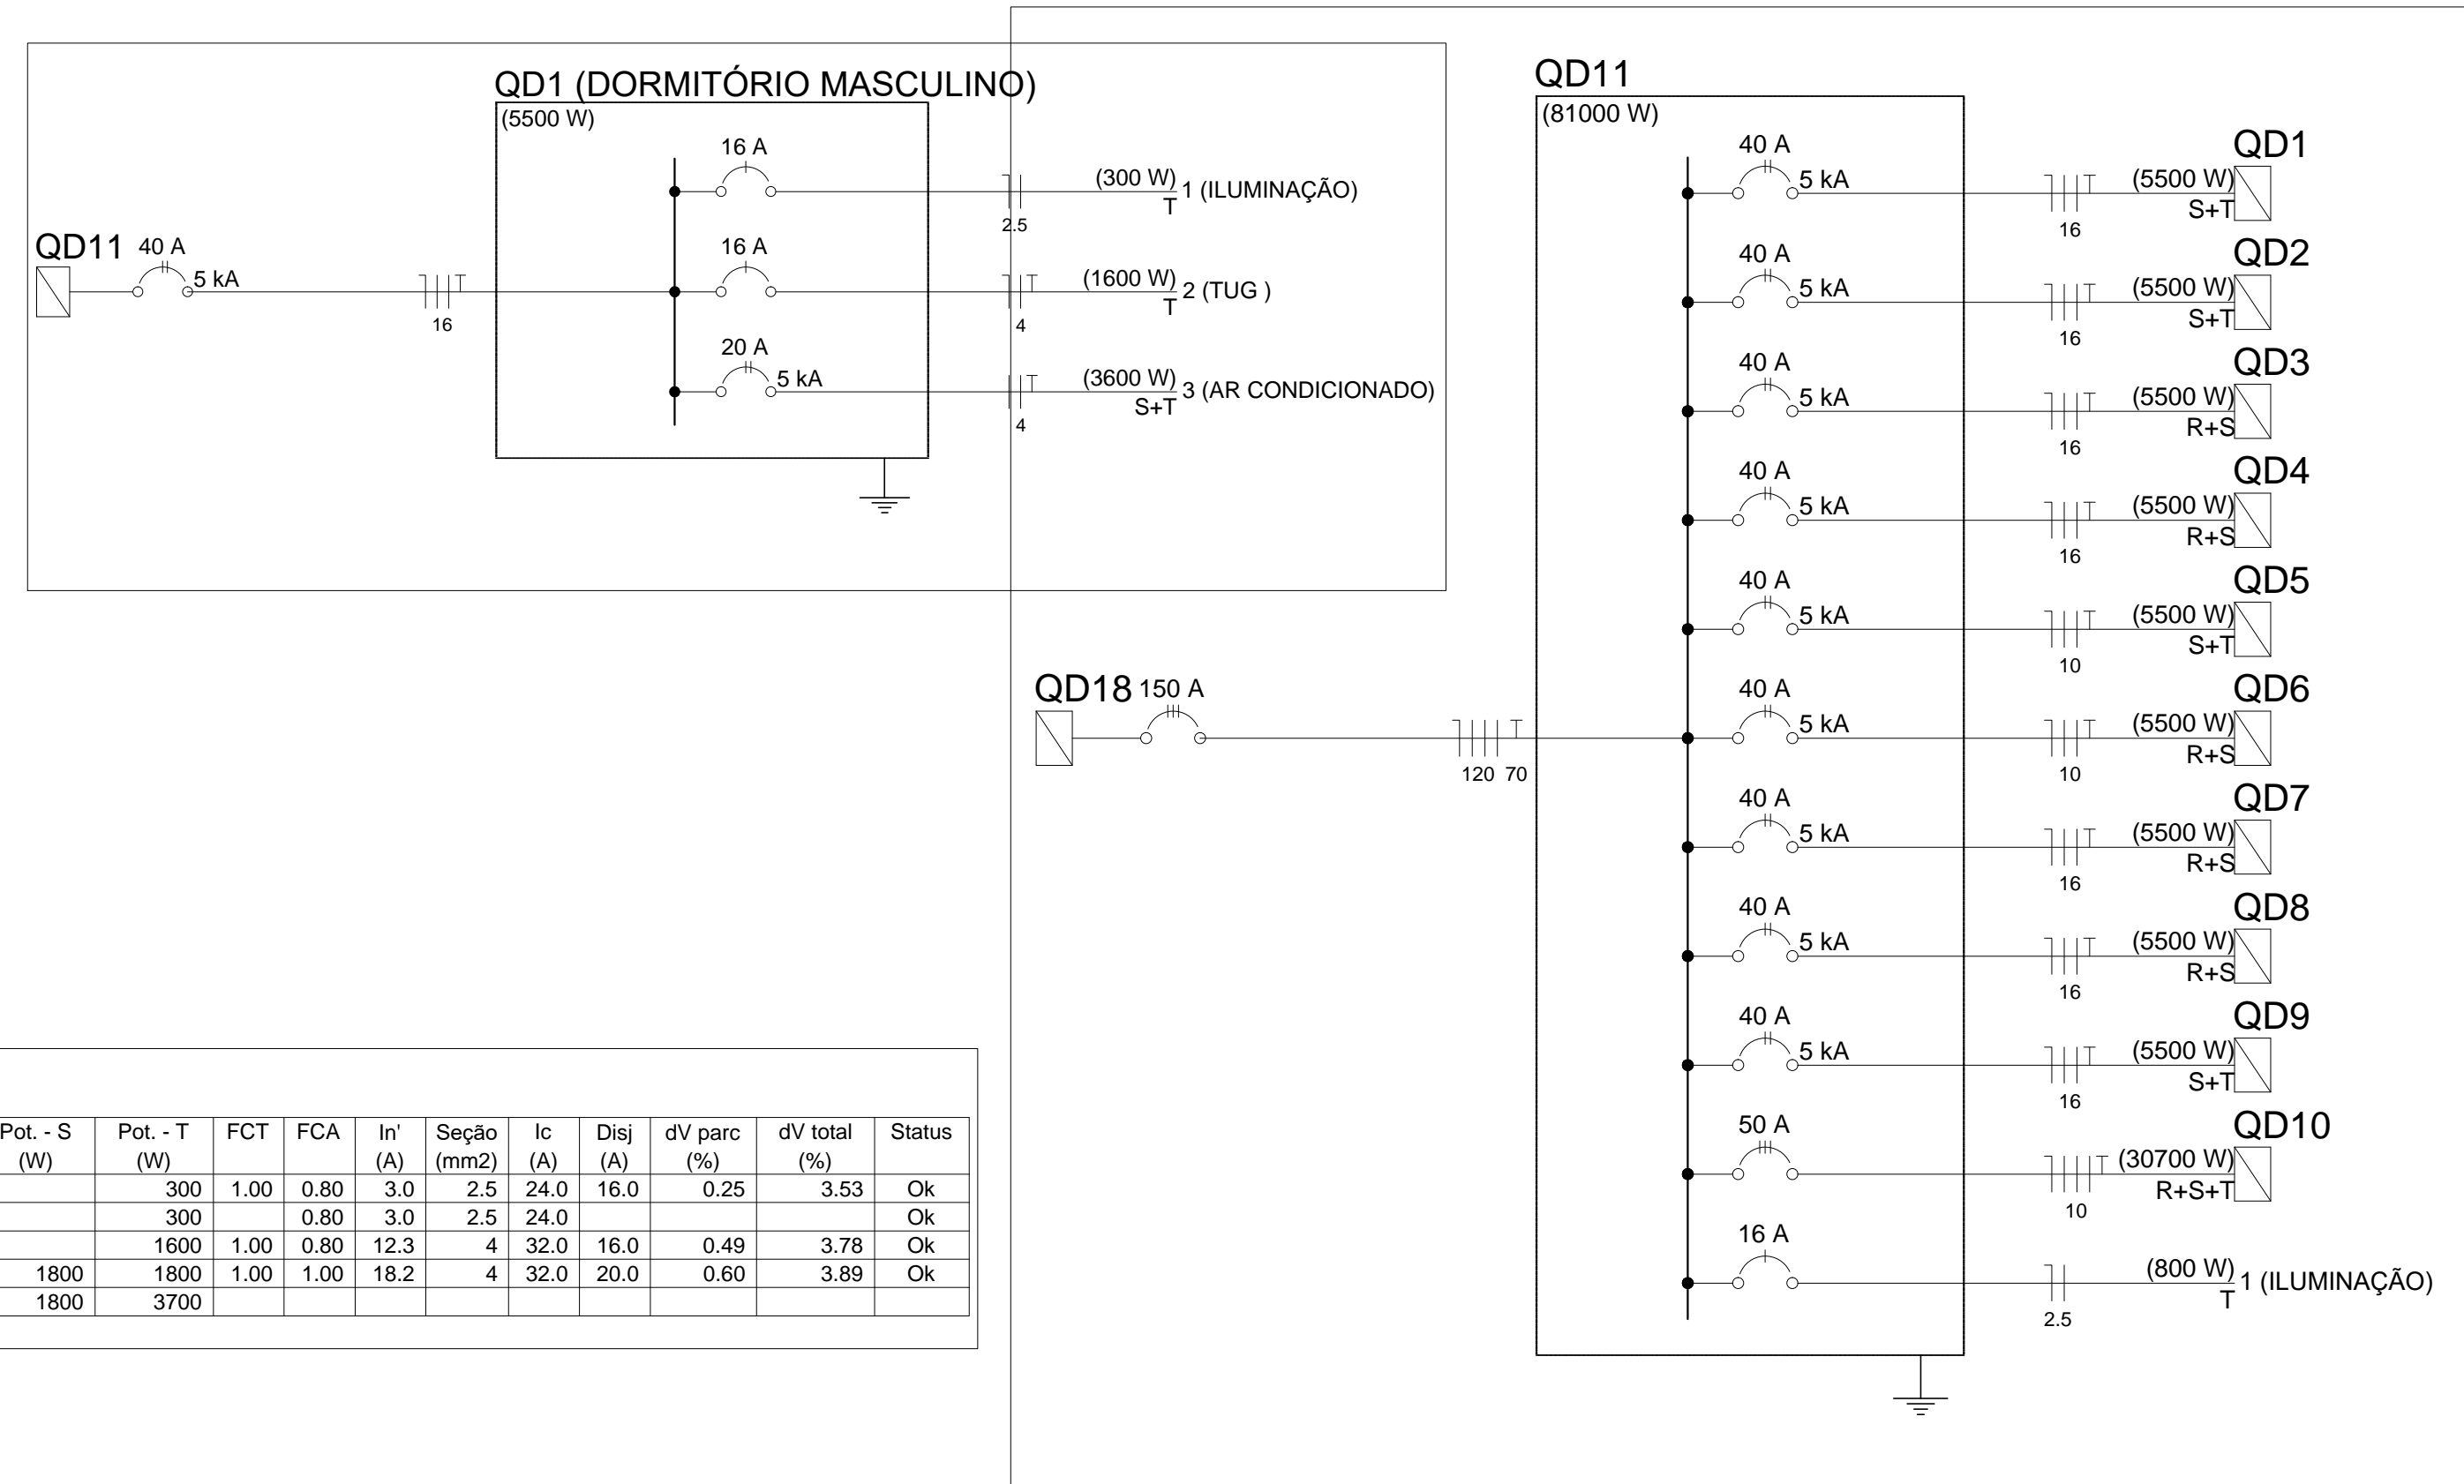 QD1 (DORMITÓRIO MASCULINO)
(5500 W)
QD11 40 A
5 kA
16
16 A
2.5
(300 W)
T
1 (ILUMINAÇÃO)
16 A
4
(1600 W)
T
2 (TUG )
20 A
5 kA
4
(3600 W)
S+T
3 (AR CONDICIONADO)
QD11
(81000 W)
QD18 150 A
120 70
40 A
5 kA
16
(5500 W)
S+T
QD1
40 A
5 kA
16
(5500 W)
S+T
QD2
40 A
5 kA
16
(5500 W)
R+S
QD3
40 A
5 kA
16
(5500 W)
R+S
QD4
40 A
5 kA
10
(5500 W)
S+T
QD5
40 A
5 kA
10
(5500 W)
R+S
QD6
40 A
5 kA
16
(5500 W)
R+S
QD7
40 A
5 kA
16
(5500 W)
R+S
QD8
40 A
5 kA
16
(5500 W)
S+T
QD9
50 A
10
(30700 W)
R+S+T
QD10
16 A
2.5
(800 W)
T
1 (ILUMINAÇÃO)
Pot. - S Pot. - T FCT FCA In' Seção Ic Disj dV parc dV total Status
(W) (W) (A) (mm2) (A) (A) (%) (%)
300 1.00 0.80 3.0 2.5 24.0 16.0 0.25 3.53 Ok
300 0.80 3.0 2.5 24.0 Ok
1600 1.00 0.80 12.3 4 32.0 16.0 0.49 3.78 Ok
1800 1800 1.00 1.00 18.2 4 32.0 20.0 0.60 3.89 Ok
1800 3700